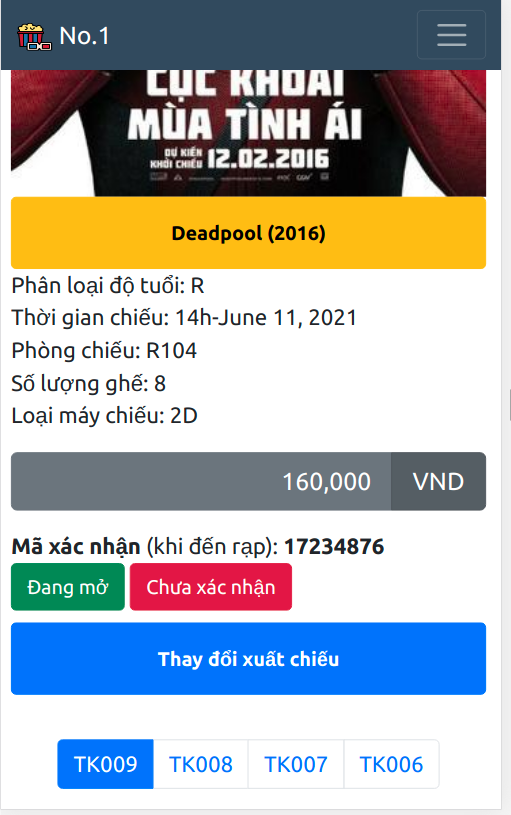 No.1
CỰC KHOÁI
MÙA TÌNH ÁI
DỰ KIẾN
KHỞI CHIẾU 12.02.2016
Deadpool (2016)
Phân loại độ tuổi: R
Thời gian chiếu: 14h-June 11, 2021
Phòng chiếu: R104
Số lượng ghế: 8
Loại máy chiếu: 2D
160,000 VND
Mã xác nhận (khi đến rạp): 17234876
Đang mở Chưa xác nhận
Thay đổi xuất chiếu
TK009 TK008 TK007 TK006